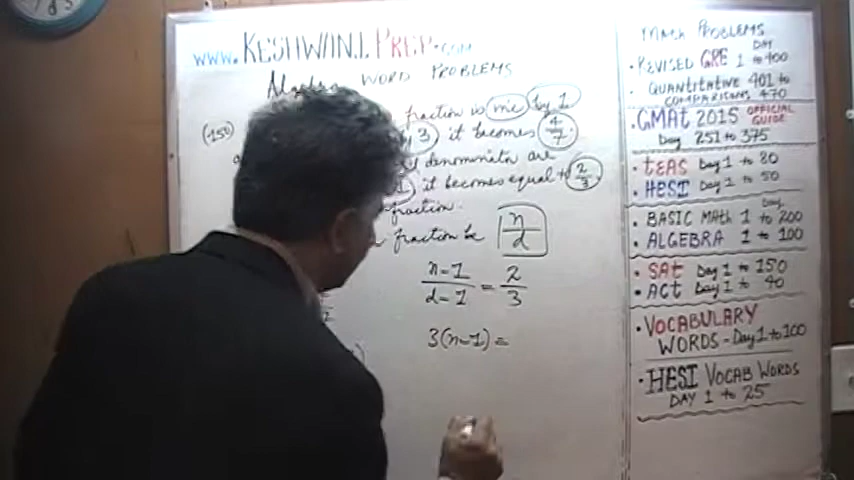 www.KESHWANI PREP.com
WORD PROBLEMS
(150) fraction is inc by 1
3 it becomes 4/7
denominator are
1 it becomes equal to 2/3
fraction.
fraction be n/d
n-1/d-1 = 2/3
3(n-1) =
MATH PROBLEMS
• REVISED GRE DAY 1 to 400
• QUANTITATIVE 401 to
COMPARISONS 470
• GMAT 2015 OFFICIAL GUIDE
DAY 251 to 375
• TEAS Day 1 to 80
• HESI Day 1 to 50
• BASIC MATH Day 1 to 200
• ALGEBRA 1 to 100
• SAT Day 1 to 150
• ACT Day 1 to 40
• VOCABULARY
WORDS - Day 1 to 100
• HESI VOCAB WORDS
DAY 1 to 25